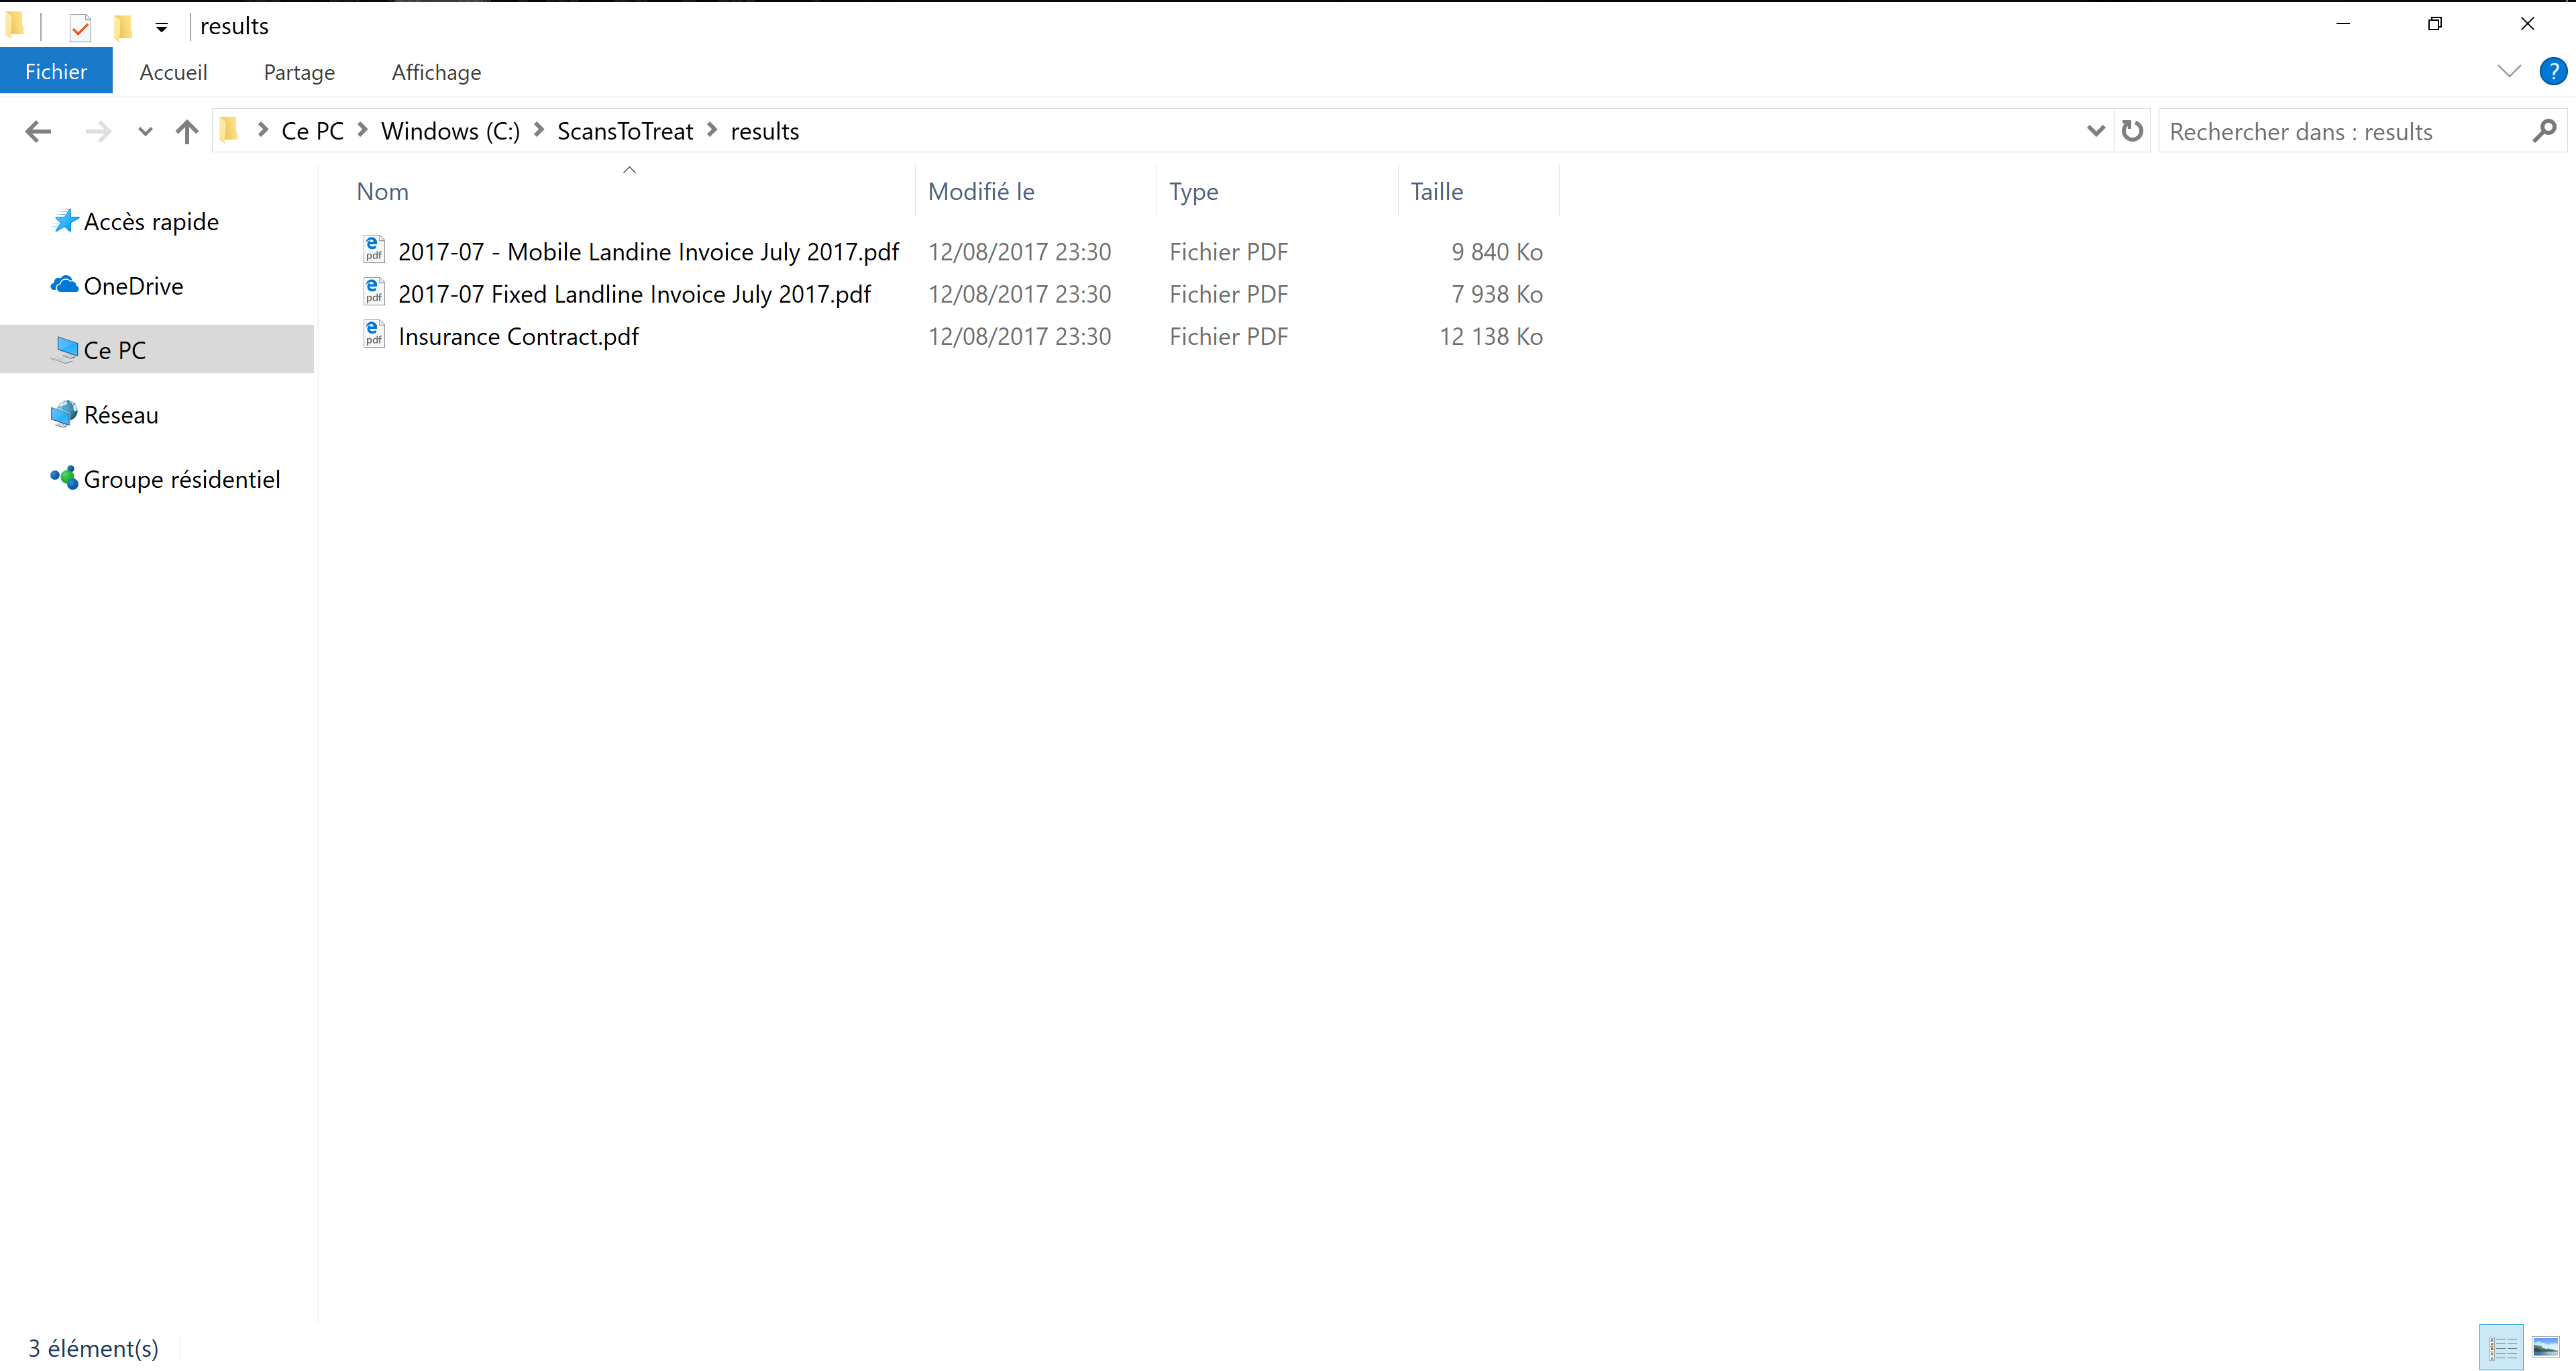 results
Fichier Accueil Partage Affichage ?
Ce PC Windows (C:) ScansToTreat results Rechercher dans : results
Nom Modifié le Type Taille
Accès rapide
OneDrive
Ce PC
Réseau
Groupe résidentiel
2017-07 - Mobile Landine Invoice July 2017.pdf 12/08/2017 23:30 Fichier PDF 9 840 Ko
2017-07 Fixed Landline Invoice July 2017.pdf 12/08/2017 23:30 Fichier PDF 7 938 Ko
Insurance Contract.pdf 12/08/2017 23:30 Fichier PDF 12 138 Ko
3 élément(s)